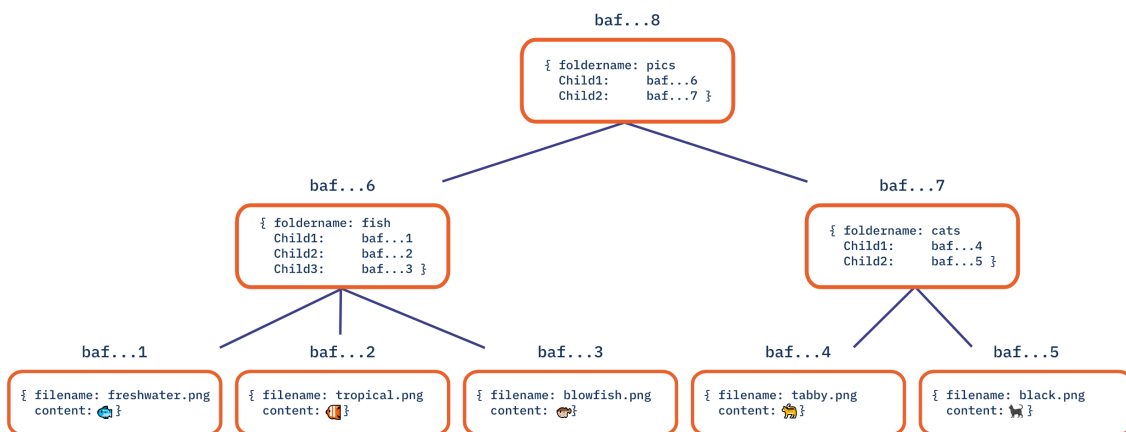 baf...8
{ foldername: pics
Child1: baf...6
Child2: baf...7 }
baf...6
{ foldername: fish
Child1: baf...1
Child2: baf...2
Child3: baf...3 }
baf...7
{ foldername: cats
Child1: baf...4
Child2: baf...5 }
baf...1
{ filename: freshwater.png
content: }
baf...2
{ filename: tropical.png
content: }
baf...3
{ filename: blowfish.png
content: }
baf...4
{ filename: tabby.png
content: }
baf...5
{ filename: black.png
content: }